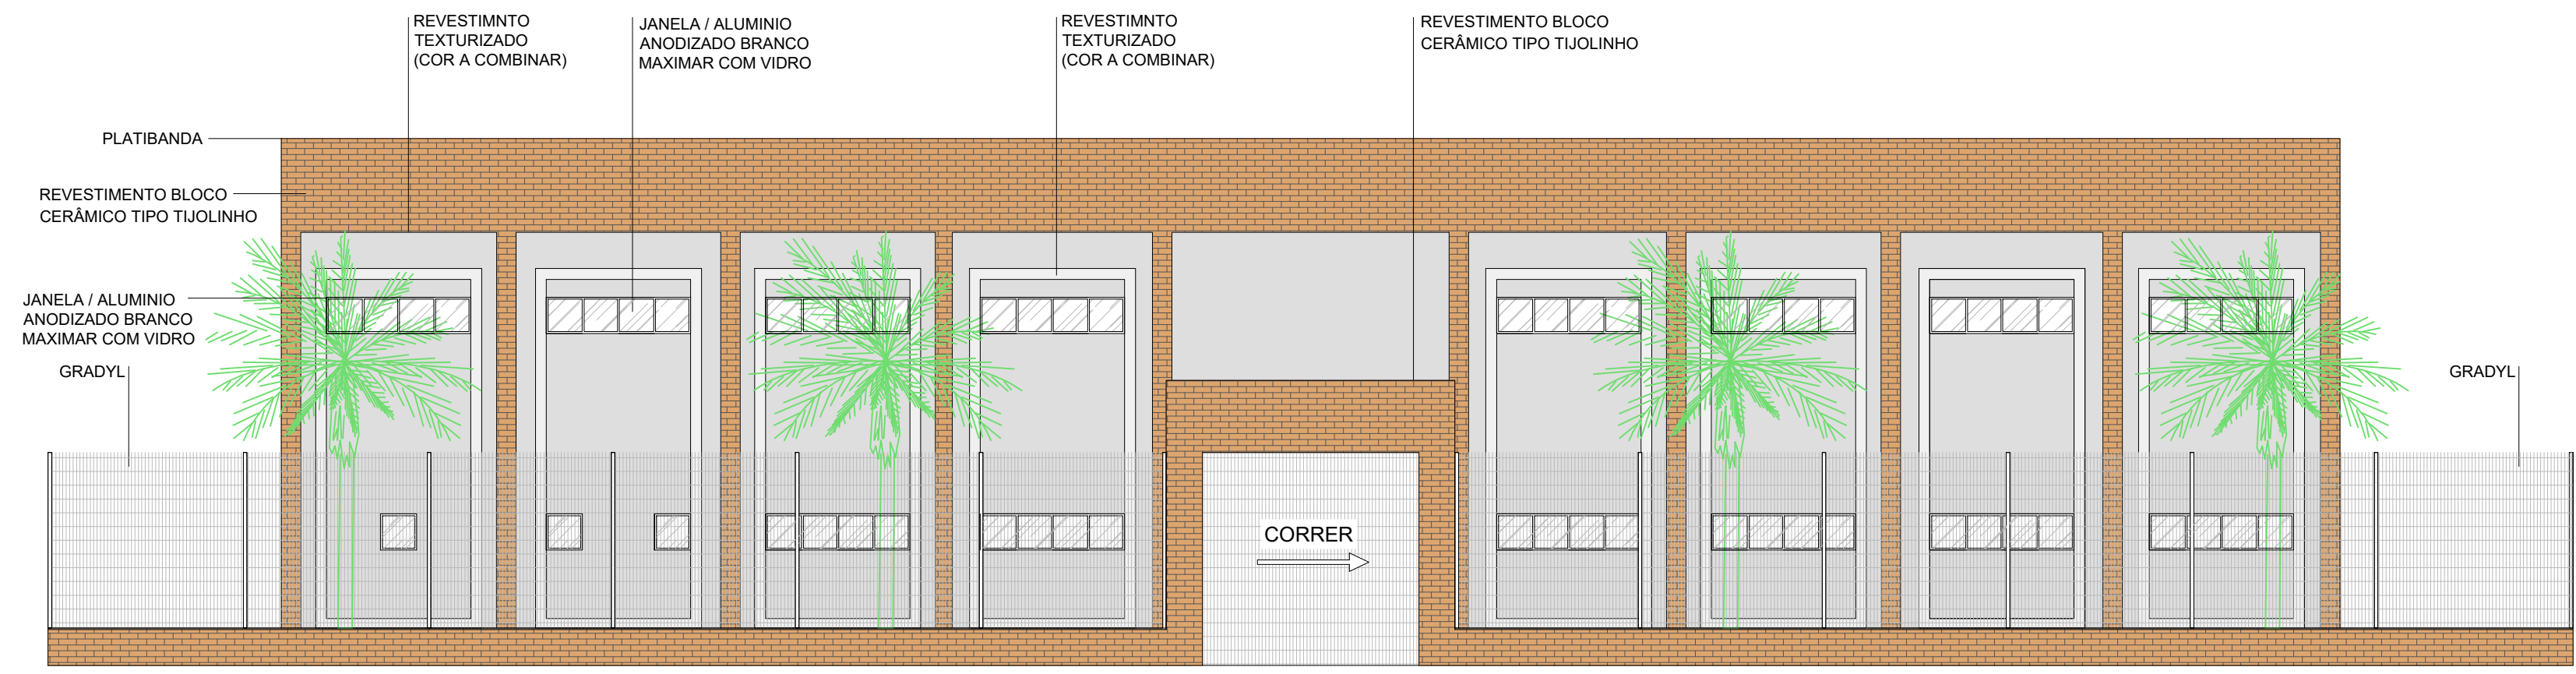 REVESTIMNTO
TEXTURIZADO
(COR A COMBINAR)
JANELA / ALUMINIO
ANODIZADO BRANCO
MAXIMAR COM VIDRO
REVESTIMNTO
TEXTURIZADO
(COR A COMBINAR)
REVESTIMENTO BLOCO
CERÂMICO TIPO TIJOLINHO
PLATIBANDA
REVESTIMENTO BLOCO
CERÂMICO TIPO TIJOLINHO
JANELA / ALUMINIO
ANODIZADO BRANCO
MAXIMAR COM VIDRO
GRADYL
GRADYL
CORRER